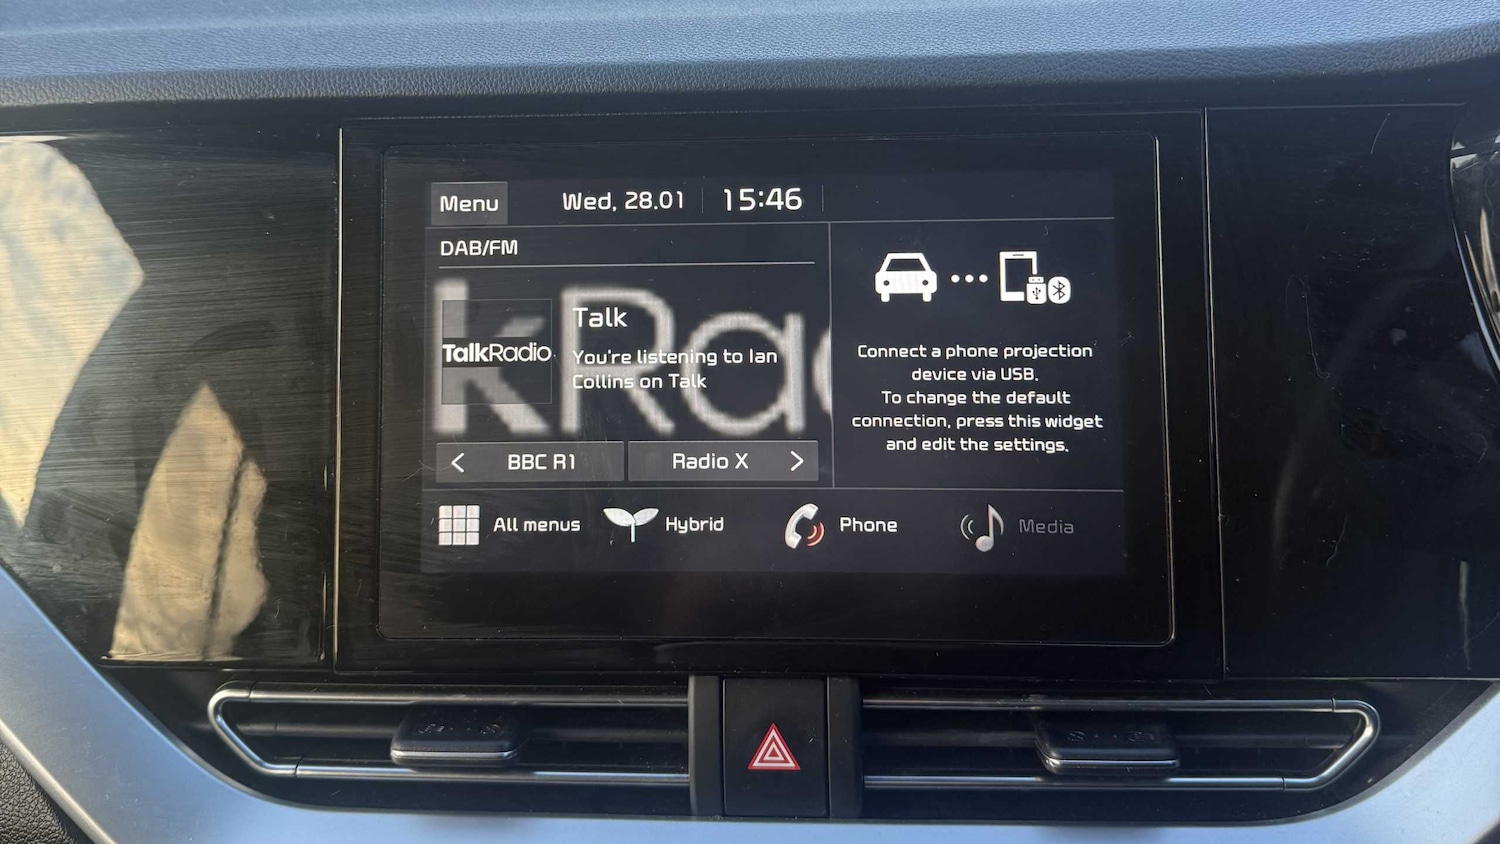 Menu
Wed, 28.01
15:46
DAB/FM
kRad
TalkRadio
Talk
You're listening to Ian
Collins on Talk
< BBC R1
Radio X >
Connect a phone projection
device via USB.
To change the default
connection, press this widget
and edit the settings.
All menus
Hybrid
Phone
Media